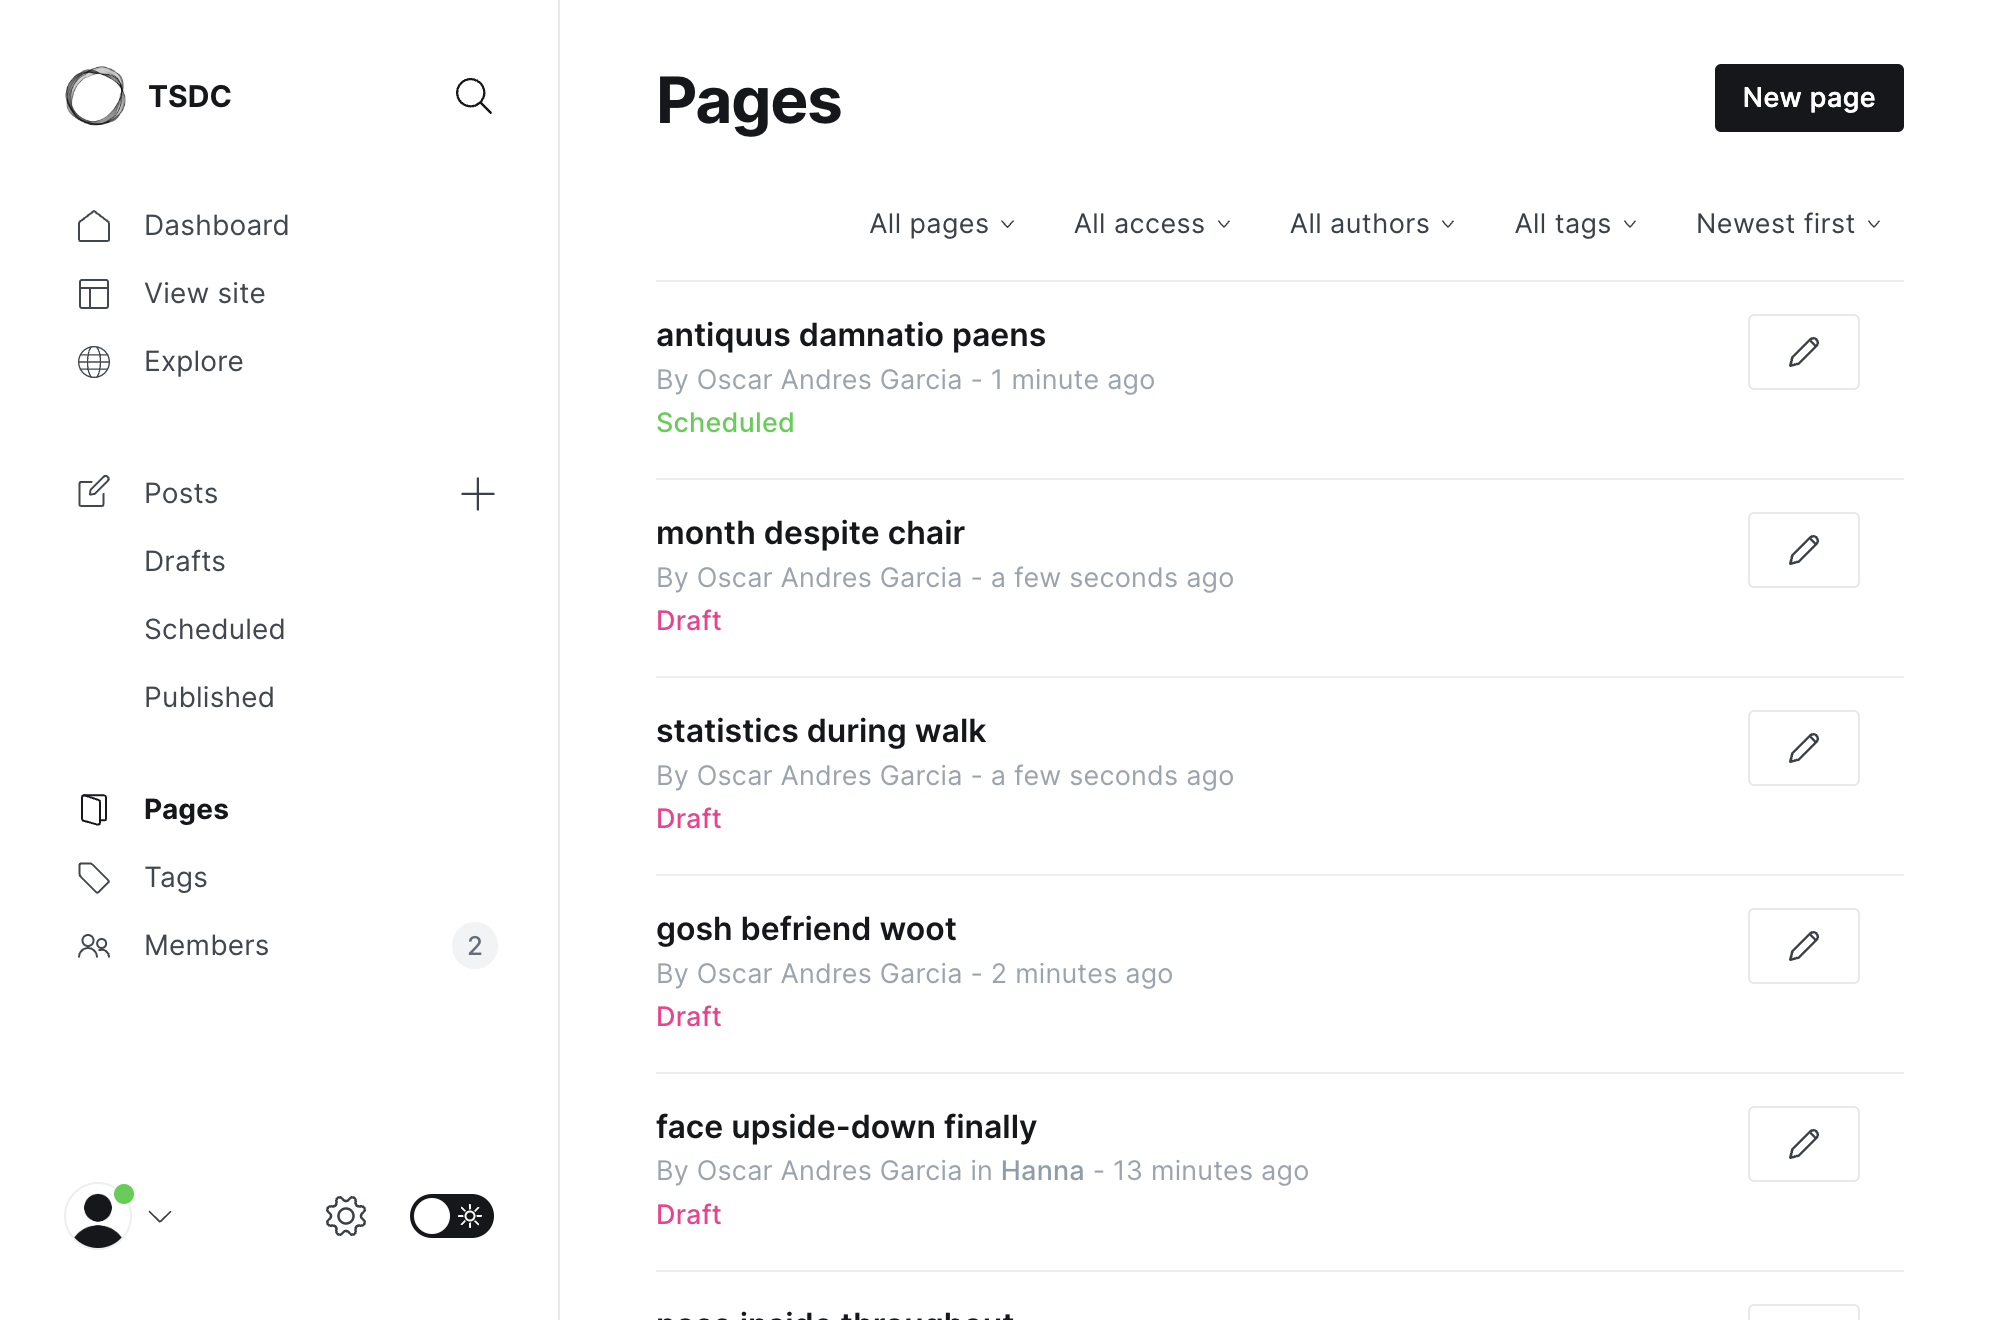 TSDC
Dashboard
View site
Explore
Posts
Drafts
Scheduled
Published
Pages
Tags
Members
2
Pages
New page
All pages
All access
All authors
All tags
Newest first
antiquus damnatio paens
By Oscar Andres Garcia - 1 minute ago
Scheduled
month despite chair
By Oscar Andres Garcia - a few seconds ago
Draft
statistics during walk
By Oscar Andres Garcia - a few seconds ago
Draft
gosh befriend woot
By Oscar Andres Garcia - 2 minutes ago
Draft
face upside-down finally
By Oscar Andres Garcia in Hanna - 13 minutes ago
Draft
inside throughout